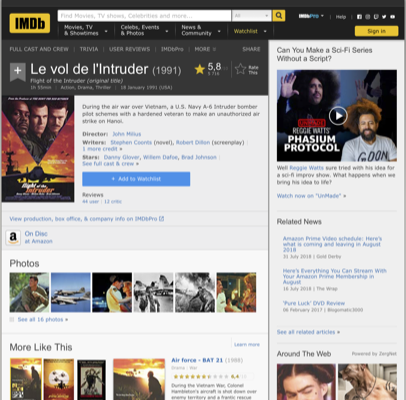 IMDb
Find Movies, TV shows, Celebrities and more...
All
IMDbPro
Help
Movies, TV
& Showtimes
Celebs, Events
& Photos
News &
Community
Watchlist
Sign in
FULL CAST AND CREW | TRIVIA | USER REVIEWS | IMDbPro | MORE
SHARE
Le vol de l'Intruder (1991)
Flight of the Intruder (original title)
1h 55min | Action, Drama, Thriller | 18 January 1991 (USA)
5,8
Rate
This
During the air war over Vietnam, a U.S. Navy A-6 Intruder bomber
pilot schemes with a hardened veteran to make an unauthorized air
strike on Hanoi.
Director: John Milius
Writers: Stephen Coonts (novel), Robert Dillon (screenplay) |
1 more credit »
Stars: Danny Glover, Willem Dafoe, Brad Johnson |
See full cast & crew »
+ Add to Watchlist
Reviews
44 user · 12 critic
View production, box office, & company info on IMDbPro
On Disc
at Amazon
Photos
See all 16 photos »
More Like This
Learn more
Air force - BAT 21 (1988)
Drama | War
6,4
During the Vietnam War, Colonel
Hambleton's aircraft is shot down over
enemy territory and a frantic rescue
Can You Make a Sci-Fi Series
Without a Script?
REGGIE WATTS'
PHASIUM
PROTOCOL
Well Reggie Watts sure tried with his idea for
a sci-fi improv show. What happens when we
bring his idea to life?
Watch now on "UnMade" »
Related News
Amazon Prime Video schedule: Here's
what is coming and leaving in August
2018
31 July 2018 | Gold Derby
Here's Everything You Can Stream With
Your Amazon Prime Membership in
August
16 July 2018 | The Wrap
'Pure Luck' DVD Review
06 February 2017 | Blogomatic3000
See all related articles »
Around The Web
Powered by ZergNet